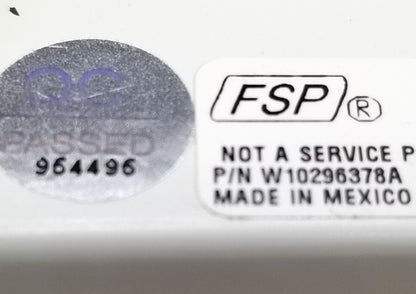 QC
PASSED
964496
FSP®
NOT A SERVICE P
P/N W10296378A
MADE IN MEXICO